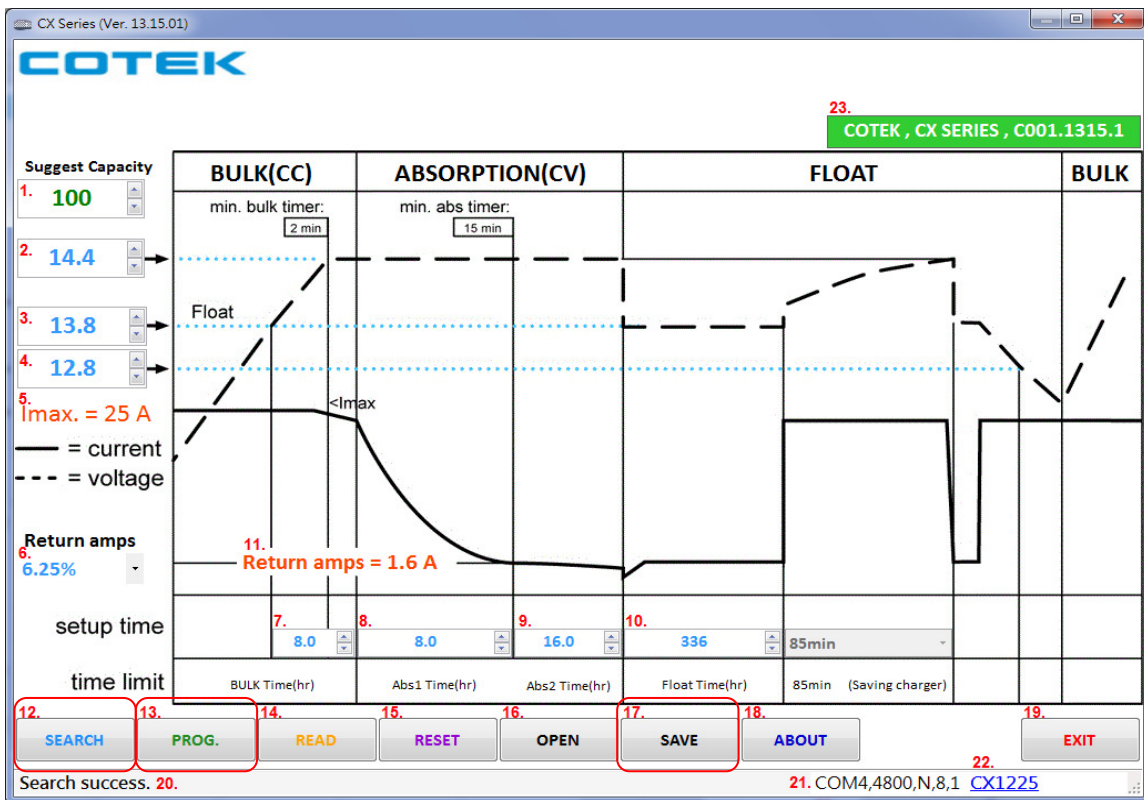 CX Series (Ver. 13.15.01)
COTEK
23.
COTEK , CX SERIES , C001.1315.1
Suggest Capacity
BULK(CC)
ABSORPTION(CV)
FLOAT
BULK
1. 100
min. bulk timer:
2 min
min. abs timer:
15 min
2. 14.4
Float
3. 13.8
4. 12.8
5.
Imax. = 25 A
<Imax
= current
= voltage
Return amps
6.
6.25%
11.
Return amps = 1.6 A
setup time
7.
8.0
8.
8.0
9.
16.0
10.
336
85min
time limit
BULK Time(hr)
Abs1 Time(hr)
Abs2 Time(hr)
Float Time(hr)
85min (Saving charger)
12.
SEARCH
13.
PROG.
14.
READ
15.
RESET
16.
OPEN
17.
SAVE
18.
ABOUT
19.
EXIT
Search success. 20.
21. COM4,4800,N,8,1
22.
CX1225